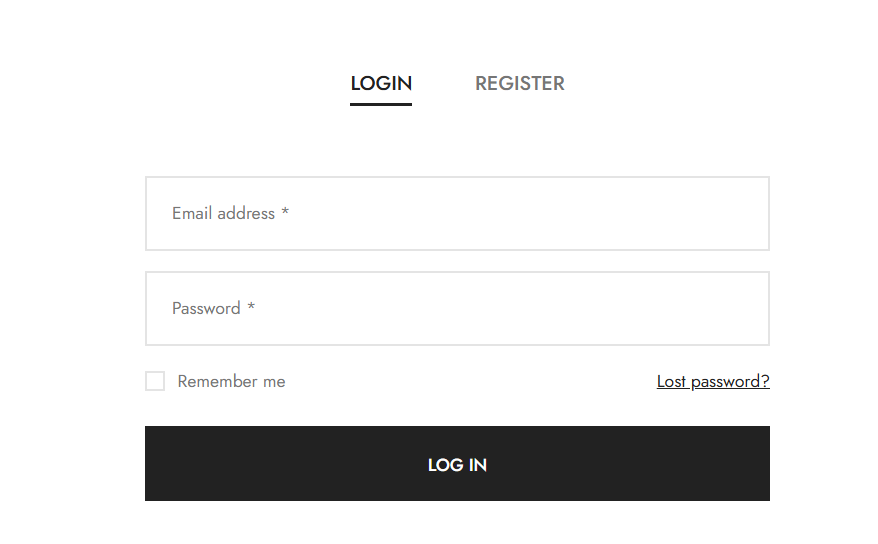 LOGIN REGISTER
Email address *
Password *
Remember me Lost password?
LOG IN